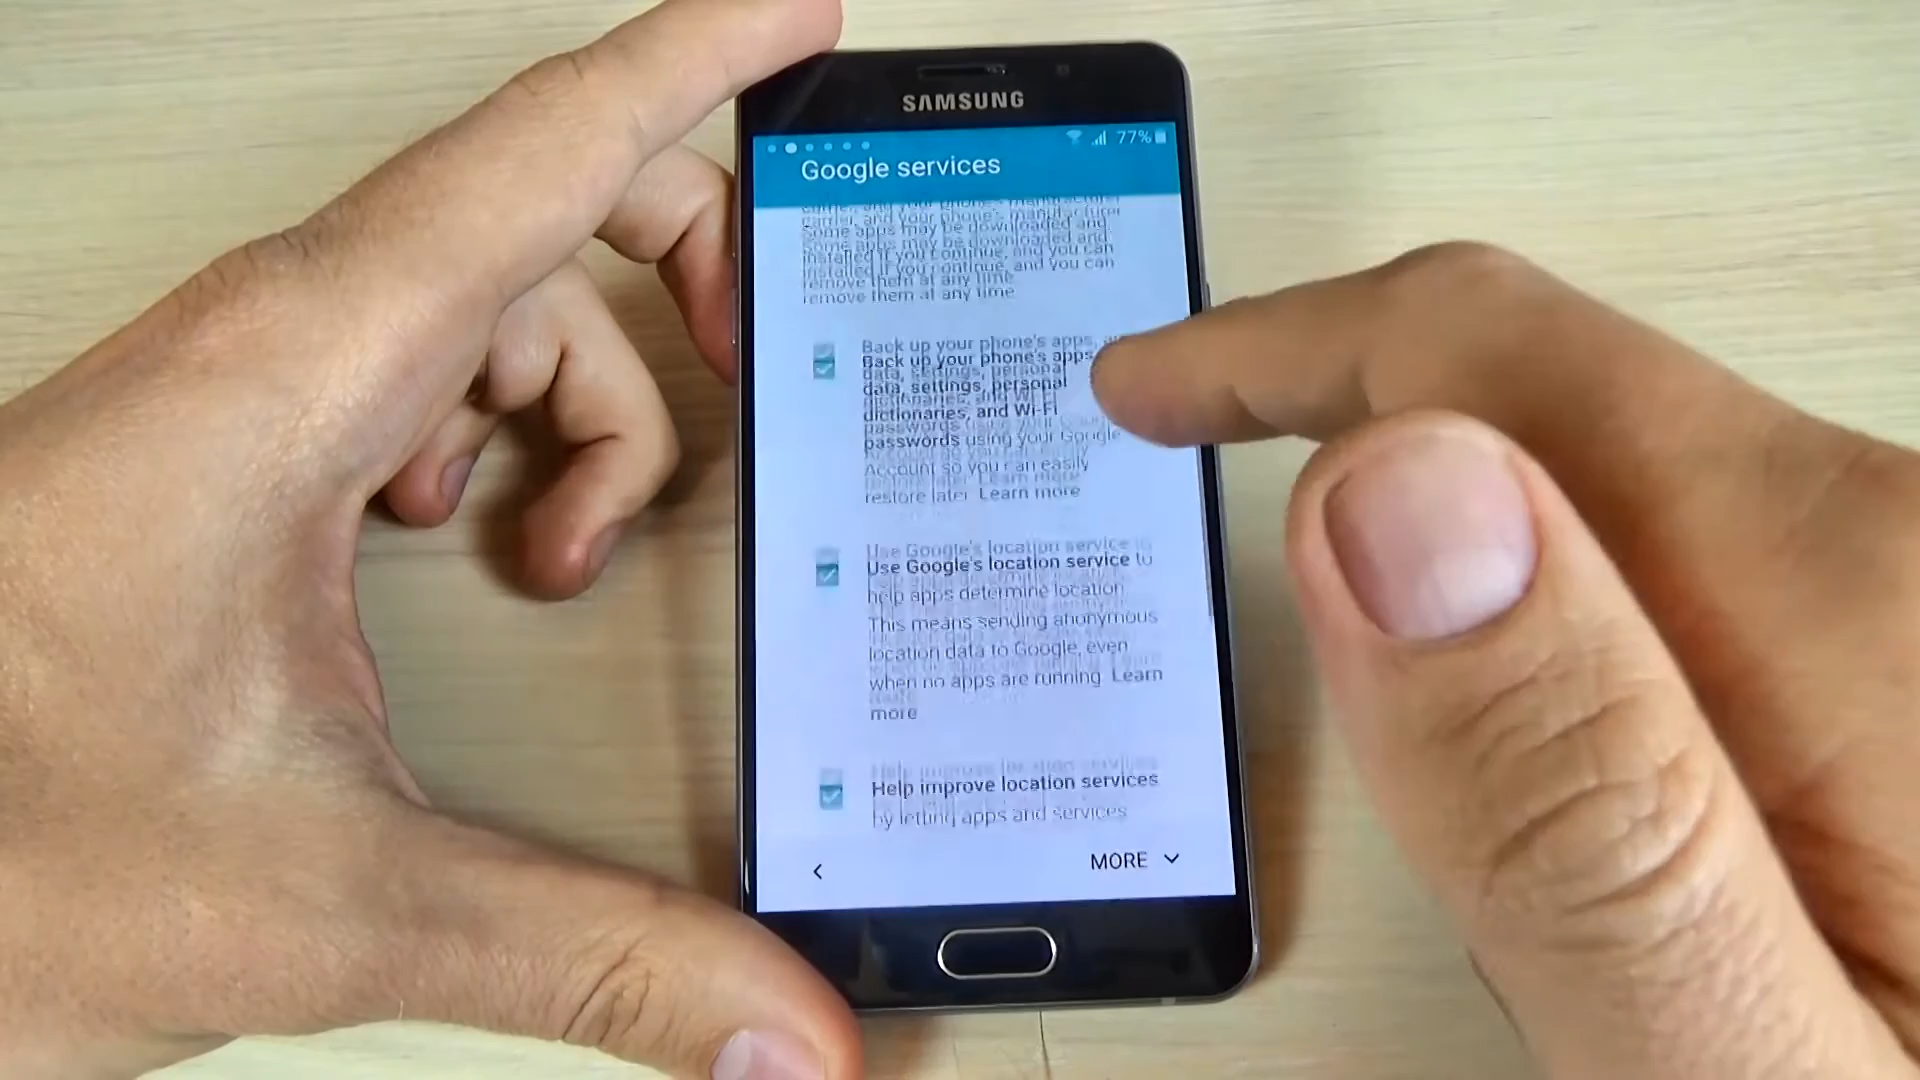 SAMSUNG
77%
Google services
carrier, and your phone's manufacturer
Some apps may be downloaded and
installed if you continue, and you can
remove them at any time
Back up your phone's apps,
data, settings, personal
dictionaries, and Wi-Fi
passwords using your Google
Account so you can easily
restore later. Learn more
Use Google's location service to
help apps determine location
This means sending anonymous
location data to Google, even
when no apps are running. Learn
more
Help improve location services
by letting apps and services
MORE